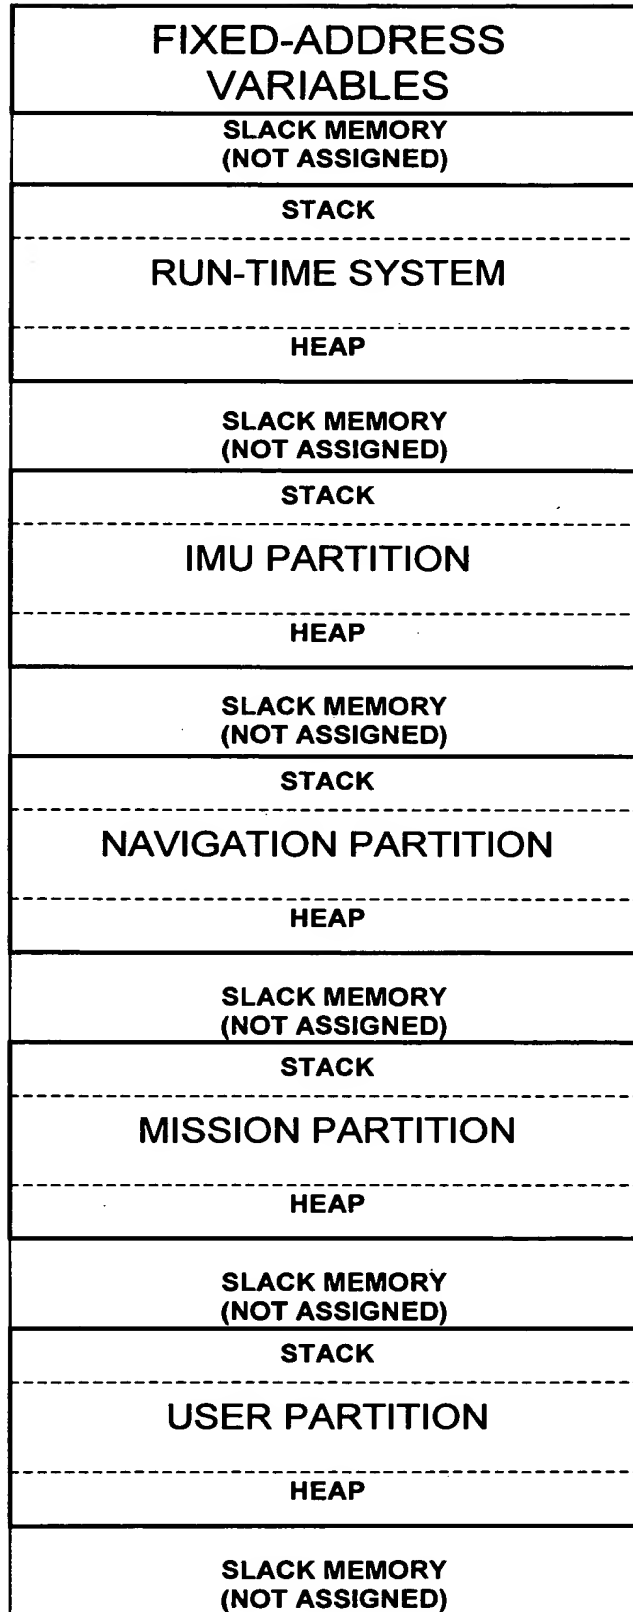 FIXED-ADDRESS
VARIABLES
SLACK MEMORY
(NOT ASSIGNED)
STACK
RUN-TIME SYSTEM
HEAP
SLACK MEMORY
(NOT ASSIGNED)
STACK
IMU PARTITION
HEAP
SLACK MEMORY
(NOT ASSIGNED)
STACK
NAVIGATION PARTITION
HEAP
SLACK MEMORY
(NOT ASSIGNED)
STACK
MISSION PARTITION
HEAP
SLACK MEMORY
(NOT ASSIGNED)
STACK
USER PARTITION
HEAP
SLACK MEMORY
(NOT ASSIGNED)